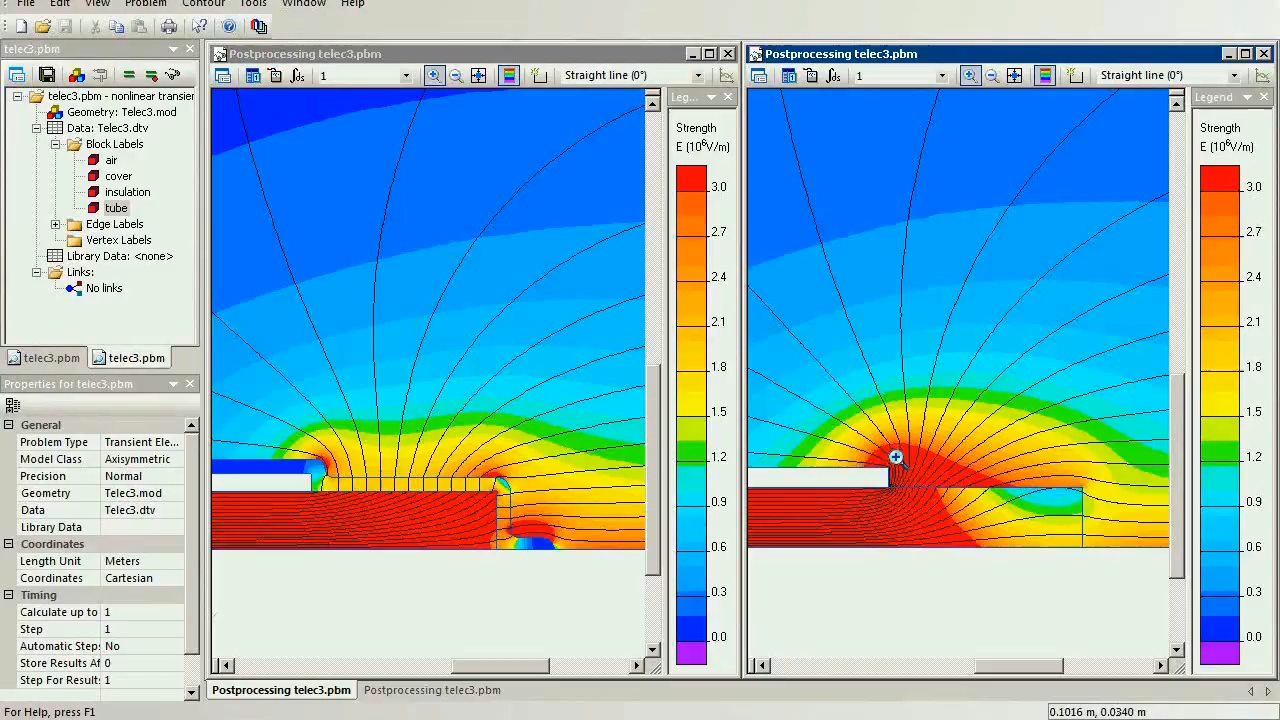 File Edit View Problem Contour Tools Window Help
telec3.pbm
telec3.pbm - nonlinear transier
Geometry: Telec3.mod
Data: Telec3.dtv
Block Labels
air
cover
insulation
tube
Edge Labels
Vertex Labels
Library Data: <none>
Links:
No links
telec3.pbm telec3.pbm
Properties for telec3.pbm
General
Problem Type Transient Ele...
Model Class Axisymmetric
Precision Normal
Geometry Telec3.mod
Data Telec3.dtv
Library Data
Coordinates
Length Unit Meters
Coordinates Cartesian
Timing
Calculate up to 1
Step 1
Automatic Step: No
Store Results Af 0
Step For Results 1
Postprocessing telec3.pbm
1 Straight line (0°)
Leg...
Strength
E (10⁶V/m)
3.0
2.7
2.4
2.1
1.8
1.5
1.2
0.9
0.6
0.3
0.0
Postprocessing telec3.pbm
1 Straight line (0°)
Legend
Strength
E (10⁶V/m)
3.0
2.7
2.4
2.1
1.8
1.5
1.2
0.9
0.6
0.3
0.0
Postprocessing telec3.pbm Postprocessing telec3.pbm
For Help, press F1
0.1016 m, 0.0340 m